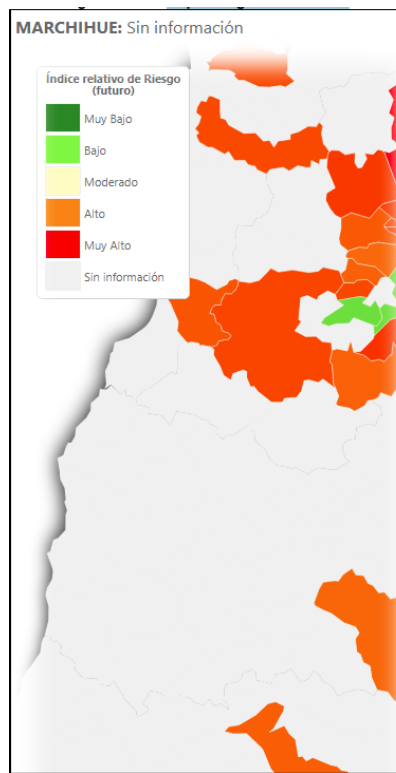 MARCHIHUE: Sin información
Índice relativo de Riesgo
(futuro)
Muy Bajo
Bajo
Moderado
Alto
Muy Alto
Sin información